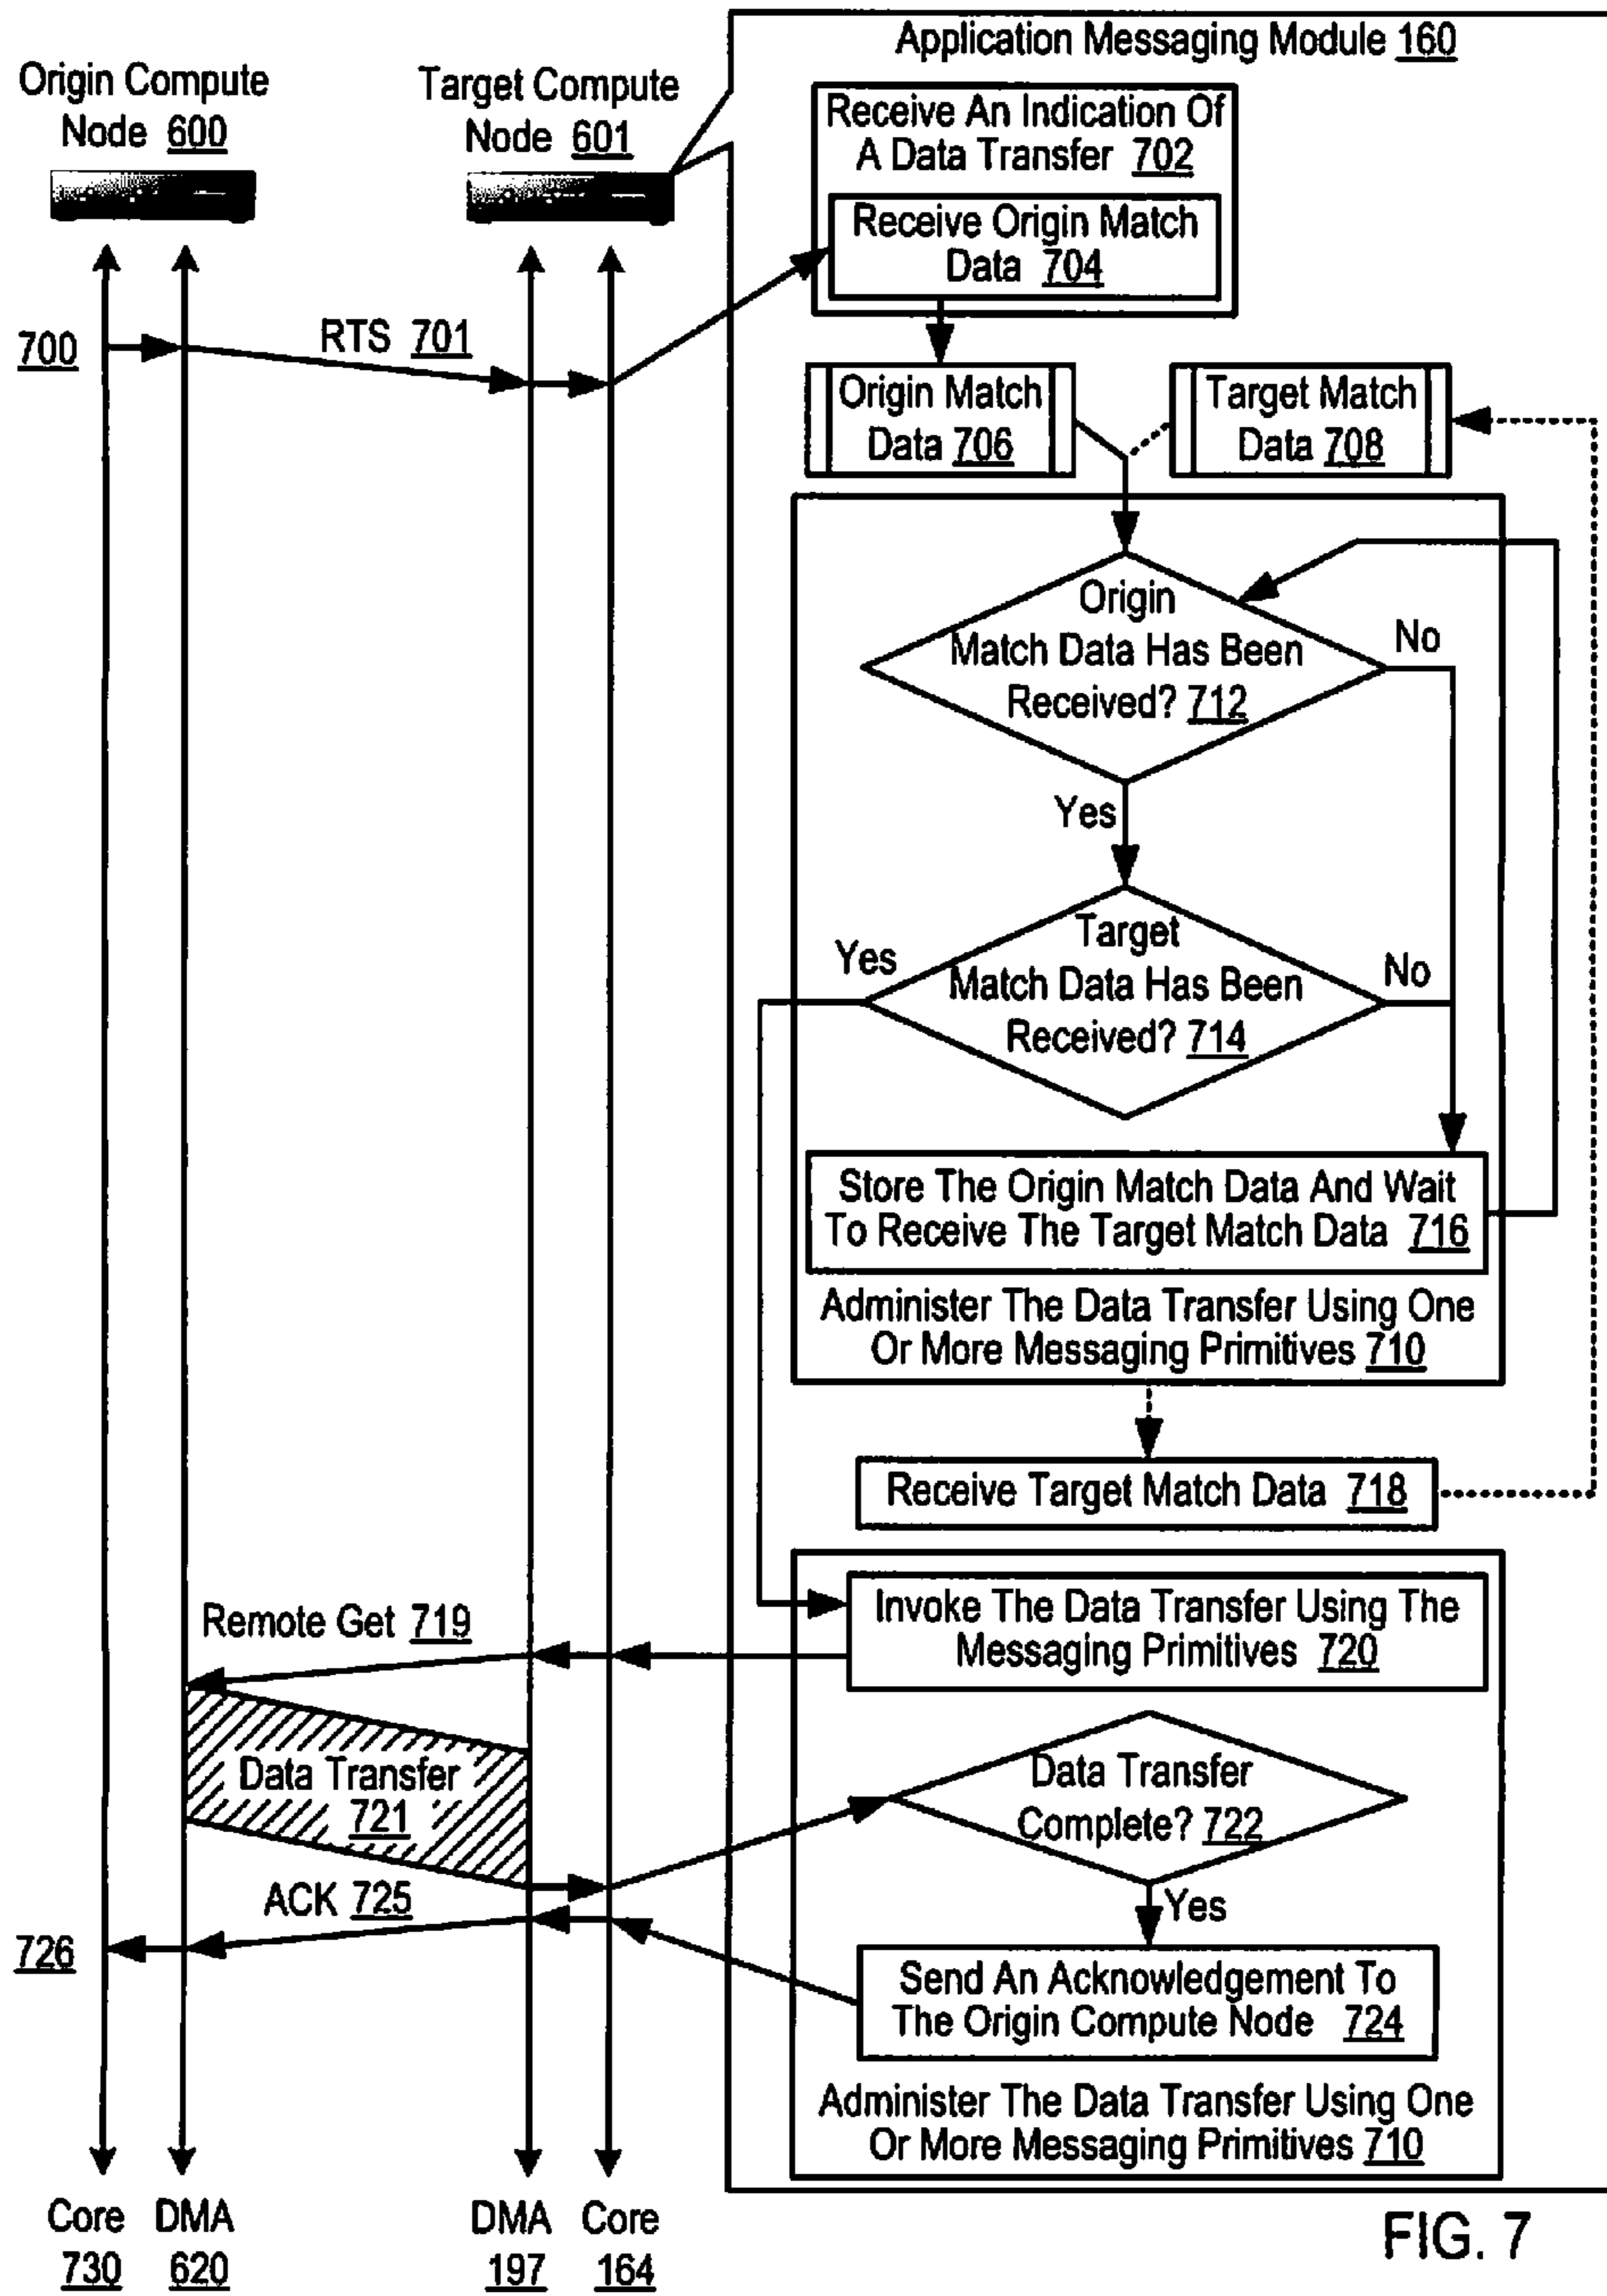 Application Messaging Module 160
Origin Compute
Node 600
Target Compute
Node 601
Receive An Indication Of
A Data Transfer 702
Receive Origin Match
Data 704
700
RTS 701
Origin Match
Data 706
Target Match
Data 708
Origin
Match Data Has Been
Received? 712
No
Yes
Target
Match Data Has Been
Received? 714
Yes
No
Store The Origin Match Data And Wait
To Receive The Target Match Data 716
Administer The Data Transfer Using One
Or More Messaging Primitives 710
Receive Target Match Data 718
Invoke The Data Transfer Using The
Messaging Primitives 720
Remote Get 719
Data Transfer
721
Data Transfer
Complete? 722
Yes
ACK 725
726
Send An Acknowledgement To
The Origin Compute Node 724
Administer The Data Transfer Using One
Or More Messaging Primitives 710
Core
730
DMA
620
DMA
197
Core
164
FIG. 7